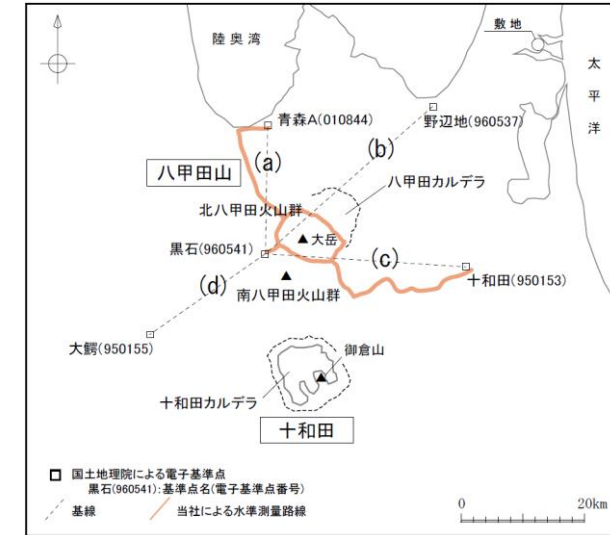 陸奥湾
敷地
太平洋
青森A(010844)
野辺地(960537)
(a)
(b)
八甲田山
八甲田カルデラ
北八甲田火山群
大岳
黒石(960541)
(c)
十和田(950153)
(d)
南八甲田火山群
大鰐(950155)
御倉山
十和田カルデラ
十和田
国土地理院による電子基準点
黒石(960541):基準点名(電子基準点番号)
基線
当社による水準測量路線
0 20km